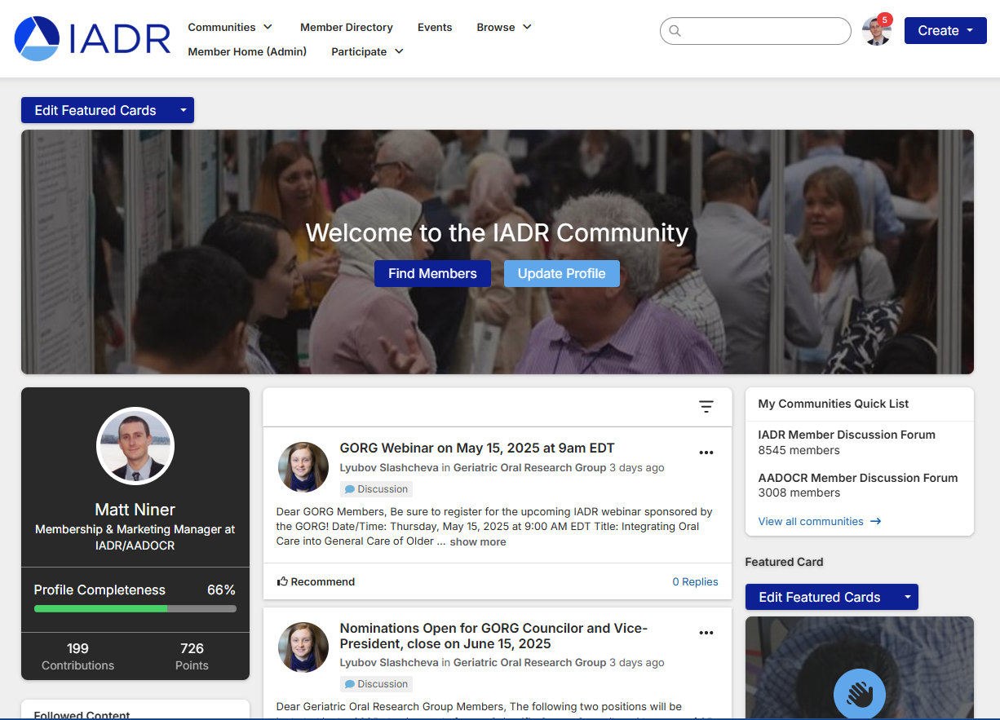 IADR
Communities
Member Directory
Events
Browse
Member Home (Admin)
Participate
5
Create
Edit Featured Cards
Welcome to the IADR Community
Find Members
Update Profile
Matt Niner
Membership & Marketing Manager at
IADR/AADOCR
Profile Completeness 66%
199
Contributions
726
Points
Followed Content
GORG Webinar on May 15, 2025 at 9am EDT
Lyubov Slashcheva in Geriatric Oral Research Group 3 days ago
Discussion
Dear GORG Members, Be sure to register for the upcoming IADR webinar sponsored by
the GORG! Date/Time: Thursday, May 15, 2025 at 9:00 AM EDT Title: Integrating Oral
Care into General Care of Older ... show more
Recommend
0 Replies
Nominations Open for GORG Councilor and Vice-
President, close on June 15, 2025
Lyubov Slashcheva in Geriatric Oral Research Group 3 days ago
Discussion
Dear Geriatric Oral Research Group Members, The following two positions will be
My Communities Quick List
IADR Member Discussion Forum
8545 members
AADOCR Member Discussion Forum
3008 members
View all communities
Featured Card
Edit Featured Cards